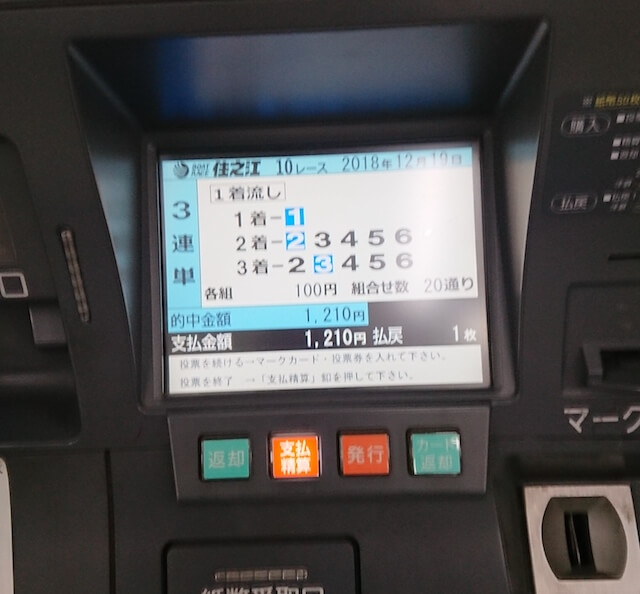 住之江 10レース 2018年12月19日
3連単
1着流し
1着－1
2着－2 3 4 5 6
3着－2 3 4 5 6
各組 100円 組合せ数 20通り
的中金額 1,210円
支払金額 1,210円 払戻 1枚
投票を続ける→マークカード・投票券を入れて下さい。
投票を終了 →「支払精算」釦を押して下さい。
返却
支払精算
発行
カード返却
購入
払戻
マーク
紙幣受取口